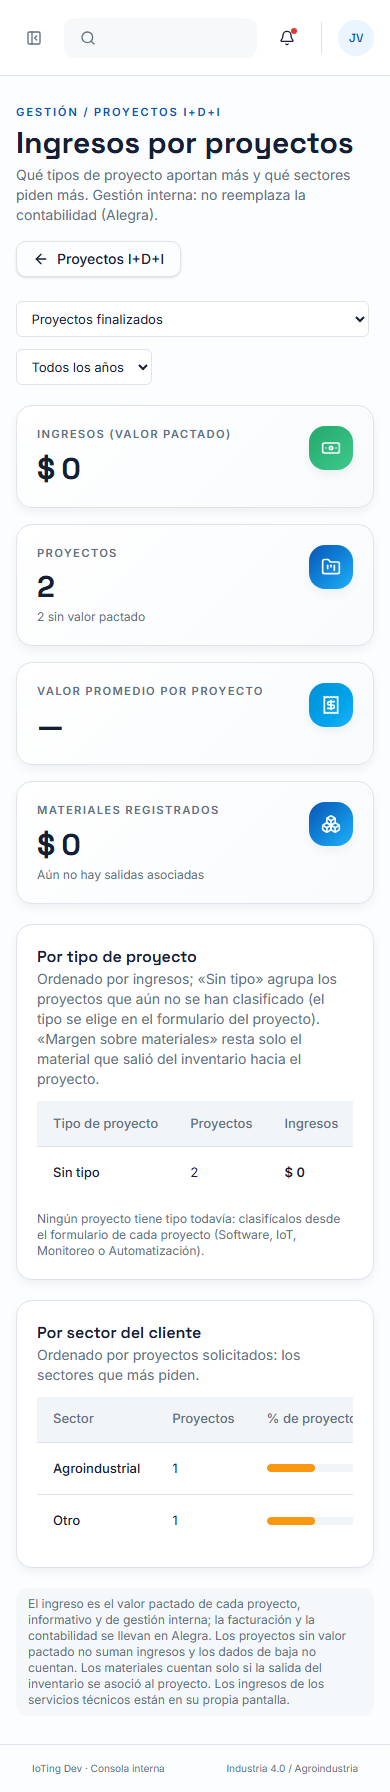 JV
GESTIÓN / PROYECTOS I+D+I
Ingresos por proyectos
Qué tipos de proyecto aportan más y qué sectores
piden más. Gestión interna: no reemplaza la
contabilidad (Alegra).
Proyectos I+D+I
Proyectos finalizados
Todos los años
INGRESOS (VALOR PACTADO)
$ 0
PROYECTOS
2
2 sin valor pactado
VALOR PROMEDIO POR PROYECTO
—
MATERIALES REGISTRADOS
$ 0
Aún no hay salidas asociadas
Por tipo de proyecto
Ordenado por ingresos; «Sin tipo» agrupa los
proyectos que aún no se han clasificado (el
tipo se elige en el formulario del proyecto).
«Margen sobre materiales» resta solo el
material que salió del inventario hacia el
proyecto.
Tipo de proyecto Proyectos Ingresos
Sin tipo 2 $ 0
Ningún proyecto tiene tipo todavía: clasifícalos desde
el formulario de cada proyecto (Software, IoT,
Monitoreo o Automatización).
Por sector del cliente
Ordenado por proyectos solicitados: los
sectores que más piden.
Sector Proyectos % de proyecto
Agroindustrial 1
Otro 1
El ingreso es el valor pactado de cada proyecto,
informativo y de gestión interna; la facturación y la
contabilidad se llevan en Alegra. Los proyectos sin valor
pactado no suman ingresos y los dados de baja no
cuentan. Los materiales cuentan solo si la salida del
inventario se asoció al proyecto. Los ingresos de los
servicios técnicos están en su propia pantalla.
IoTing Dev · Consola interna Industria 4.0 / Agroindustria